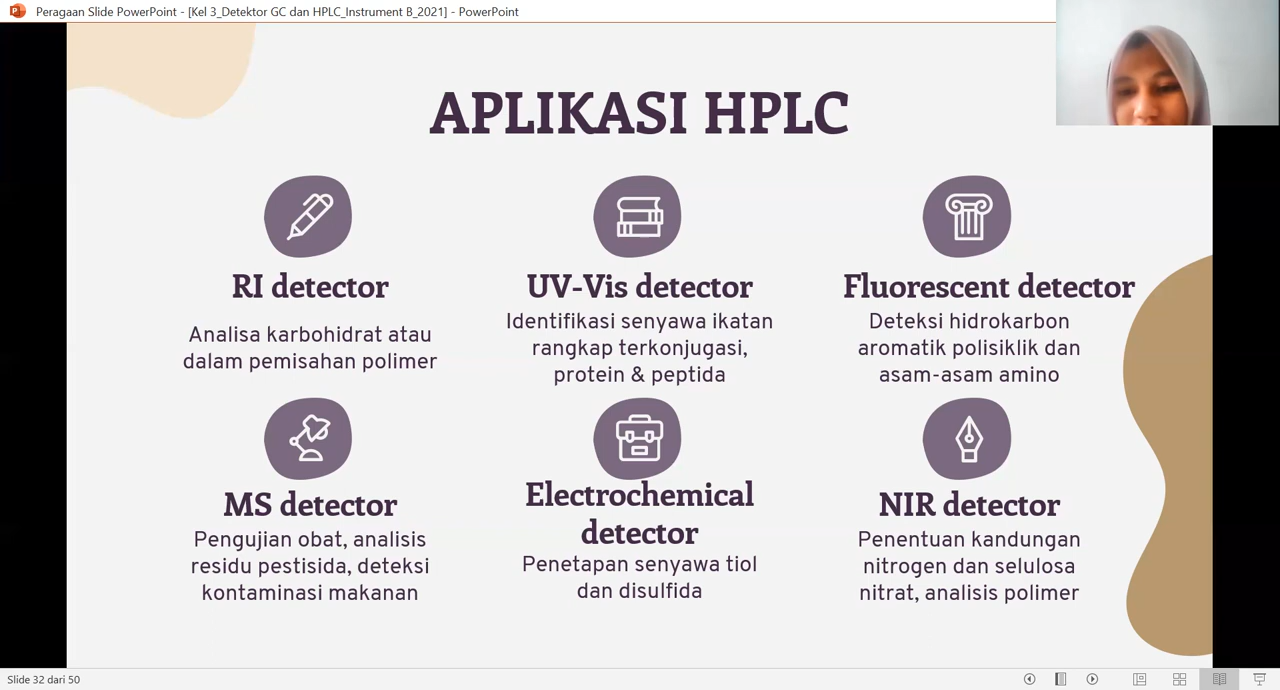 Peragaan Slide PowerPoint - [Kel 3_Detektor GC dan HPLC_Instrument B_2021] - PowerPoint
APLIKASI HPLC
RI detector
Analisa karbohidrat atau
dalam pemisahan polimer
UV-Vis detector
Identifikasi senyawa ikatan
rangkap terkonjugasi,
protein & peptida
Fluorescent detector
Deteksi hidrokarbon
aromatik polisiklik dan
asam-asam amino
MS detector
Pengujian obat, analisis
residu pestisida, deteksi
kontaminasi makanan
Electrochemical
detector
Penetapan senyawa tiol
dan disulfida
NIR detector
Penentuan kandungan
nitrogen dan selulosa
nitrat, analisis polimer
Slide 32 dari 50